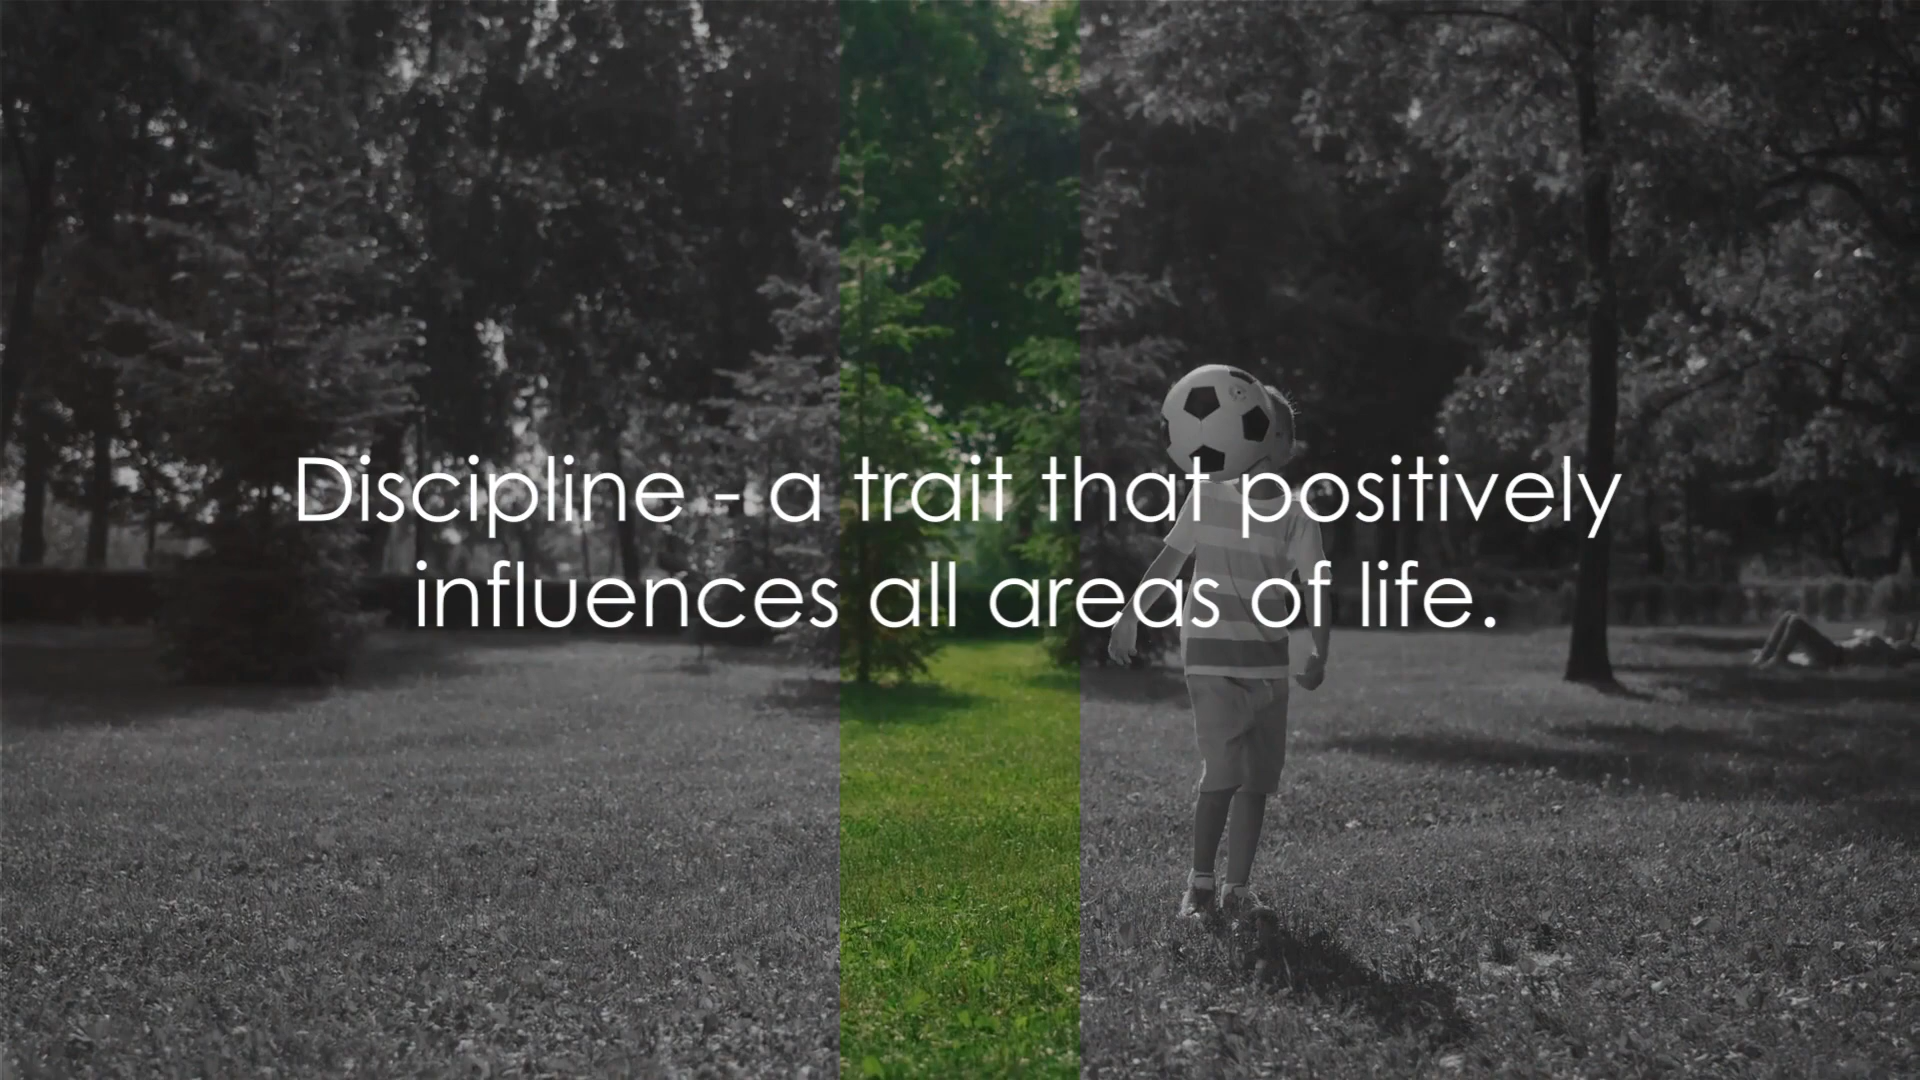 Discipline - a trait that positively
influences all areas of life.